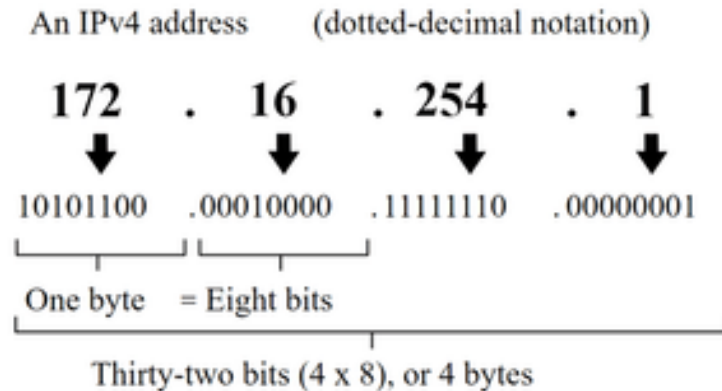 An IPv4 address (dotted-decimal notation)
172 . 16 . 254 . 1
10101100 .00010000 .11111110 .00000001
One byte = Eight bits
Thirty-two bits (4 x 8), or 4 bytes